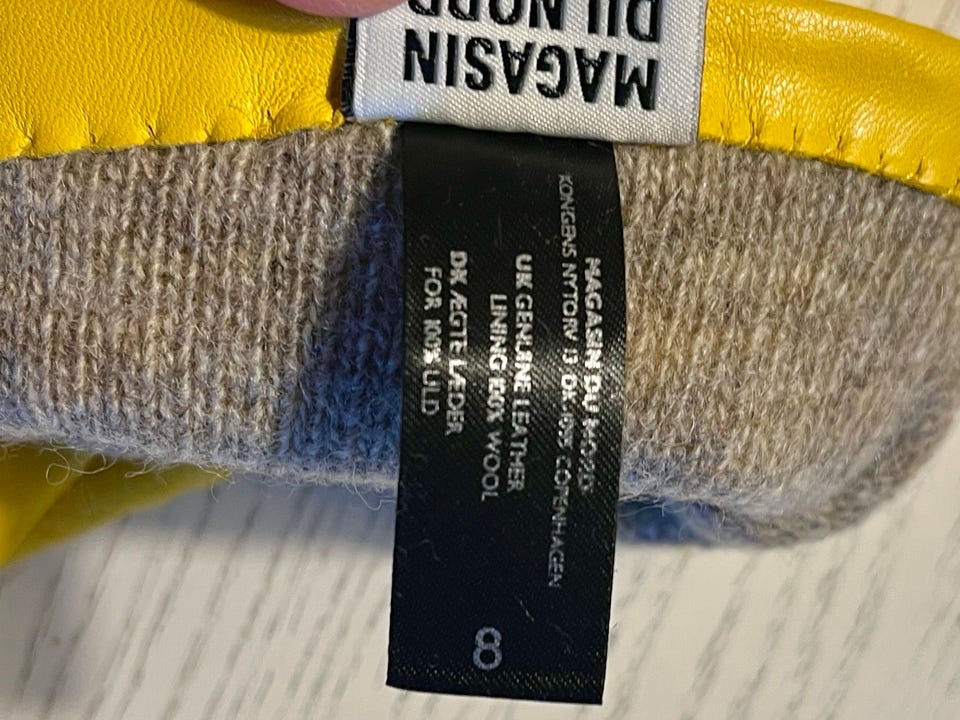 MAGASIN
DU NORD
MAGASIN DU NORD
KONGENS NYTORV 13 DK-1095 COPENHAGEN
UK GENUINE LEATHER
LINING 100% WOOL
DK ÆGTE LÆDER
FOR 100% ULD
8